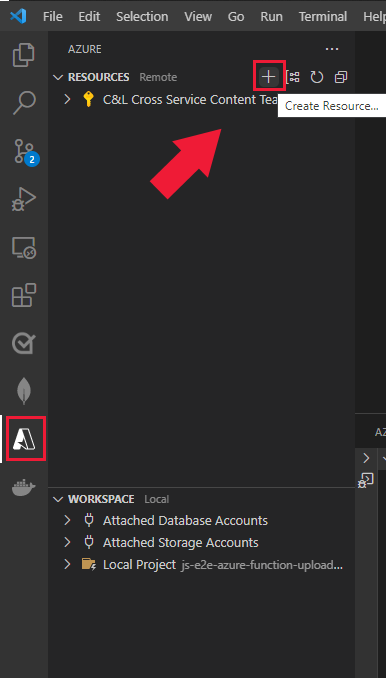 File Edit Selection View Go Run Terminal Help
AZURE
RESOURCES Remote
C&L Cross Service Content Tea
Create Resource...
2
AZ
WORKSPACE Local
Attached Database Accounts
Attached Storage Accounts
Local Project js-e2e-azure-function-upload...